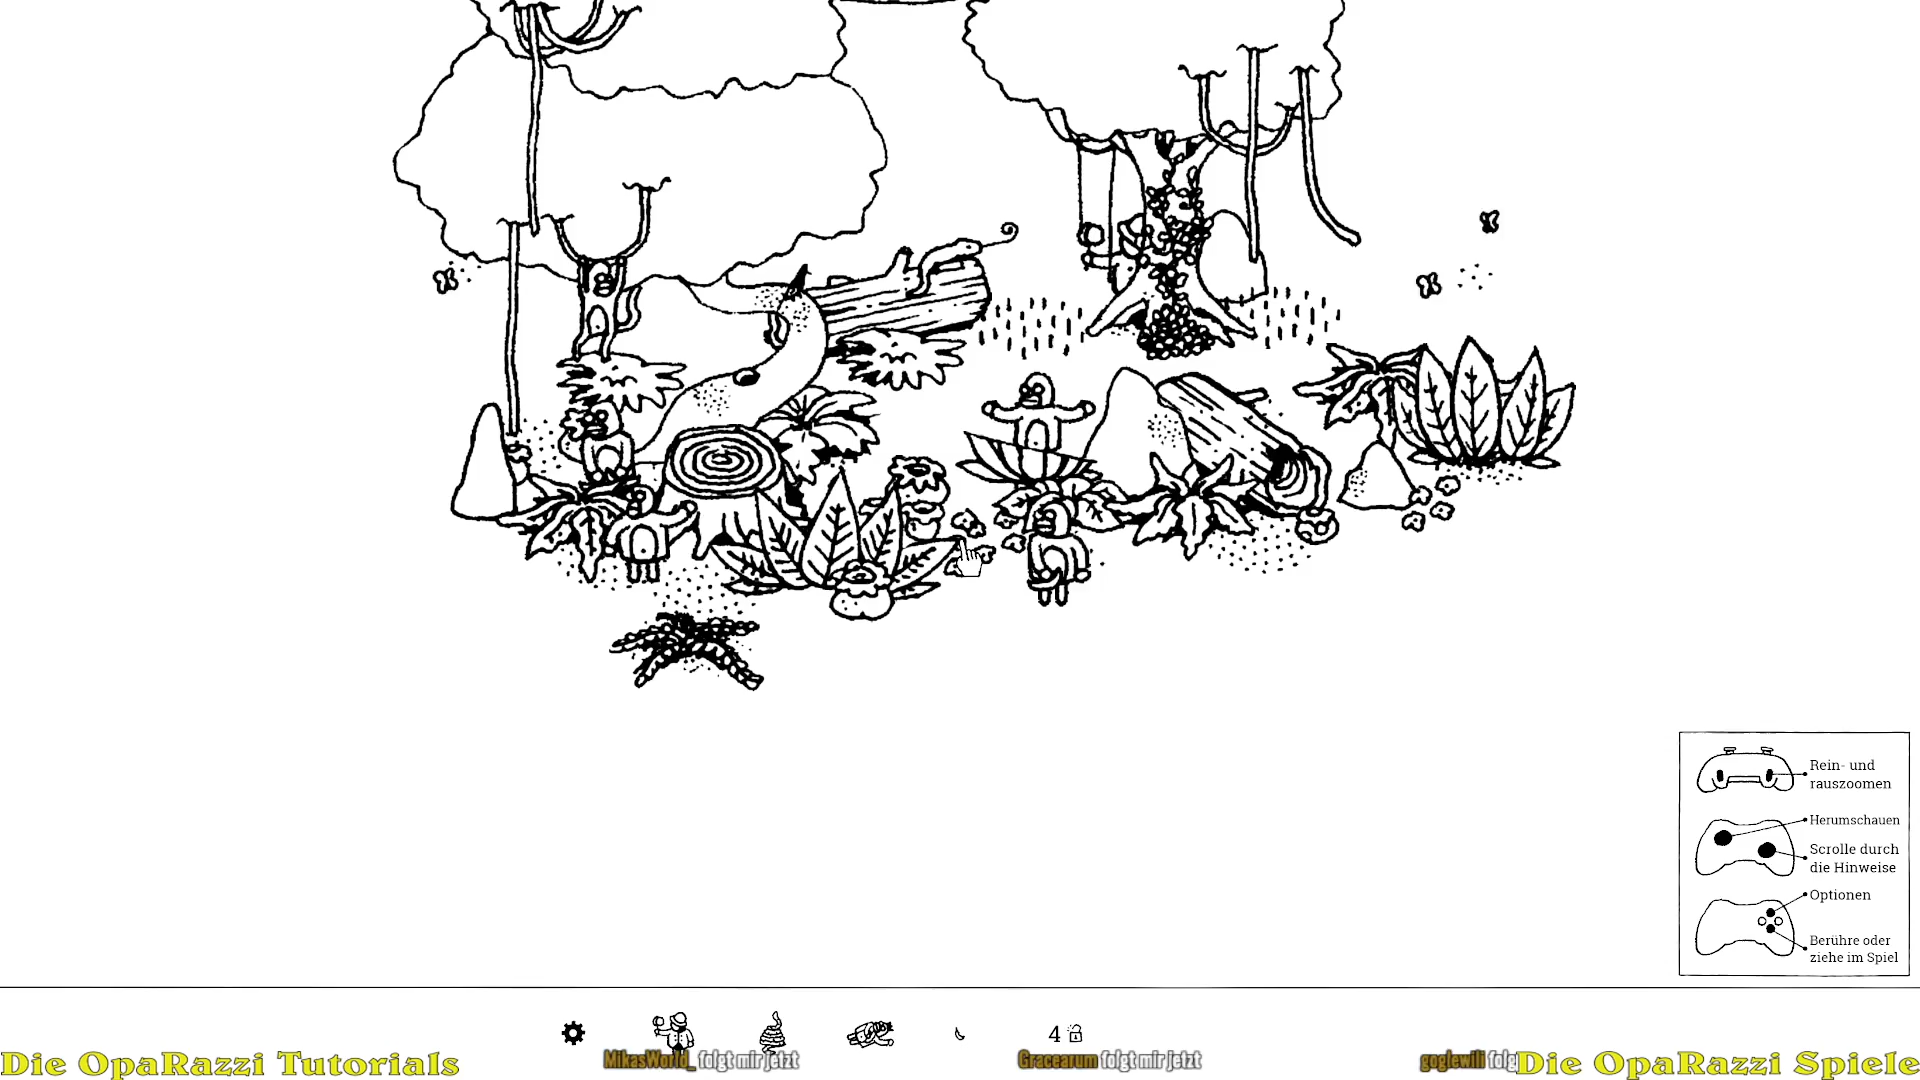 Rein- und
rauszoomen
Herumschauen
Scrolle durch
die Hinweise
Optionen
Berühre oder
ziehe im Spiel
4
Die OpaRazzi Tutorials
MikasWorld_ folgt mir jetzt
Gracearum folgt mir jetzt
goglewili folg
Die OpaRazzi Spiele